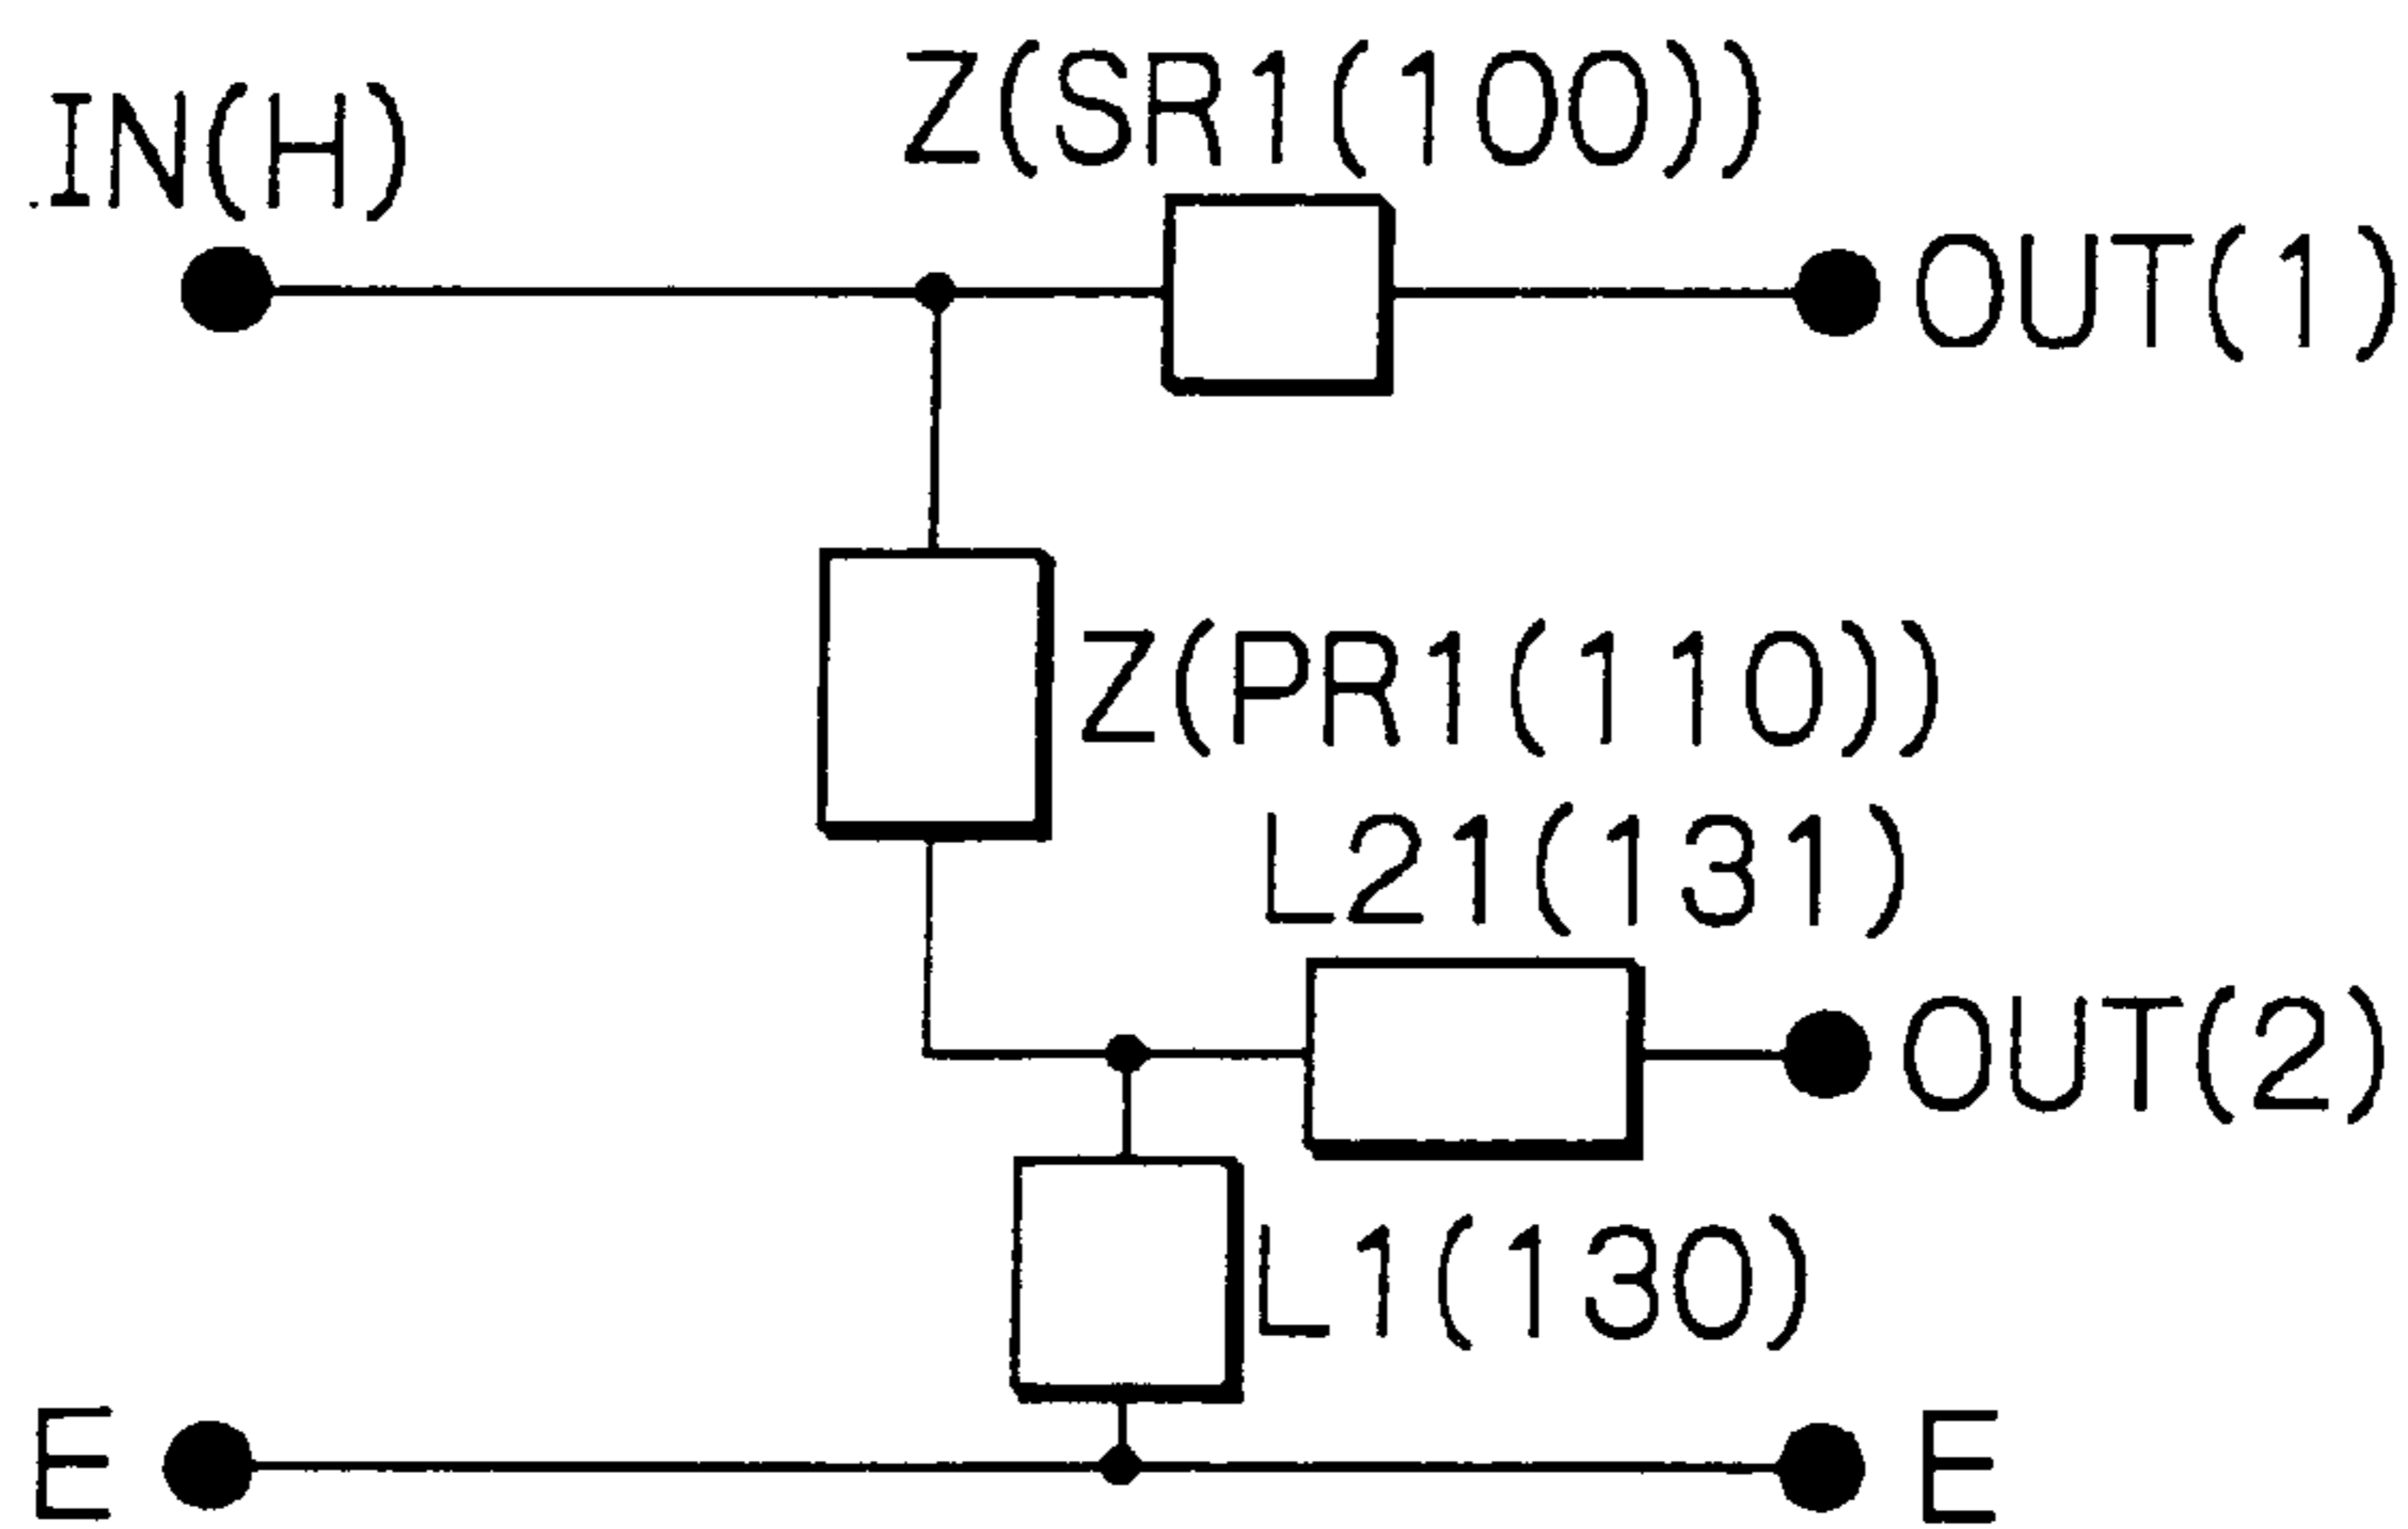 IN(H)
Z(SR1(100))
OUT(1)
Z(PR1(110))
L21(131)
OUT(2)
L1(130)
E
E